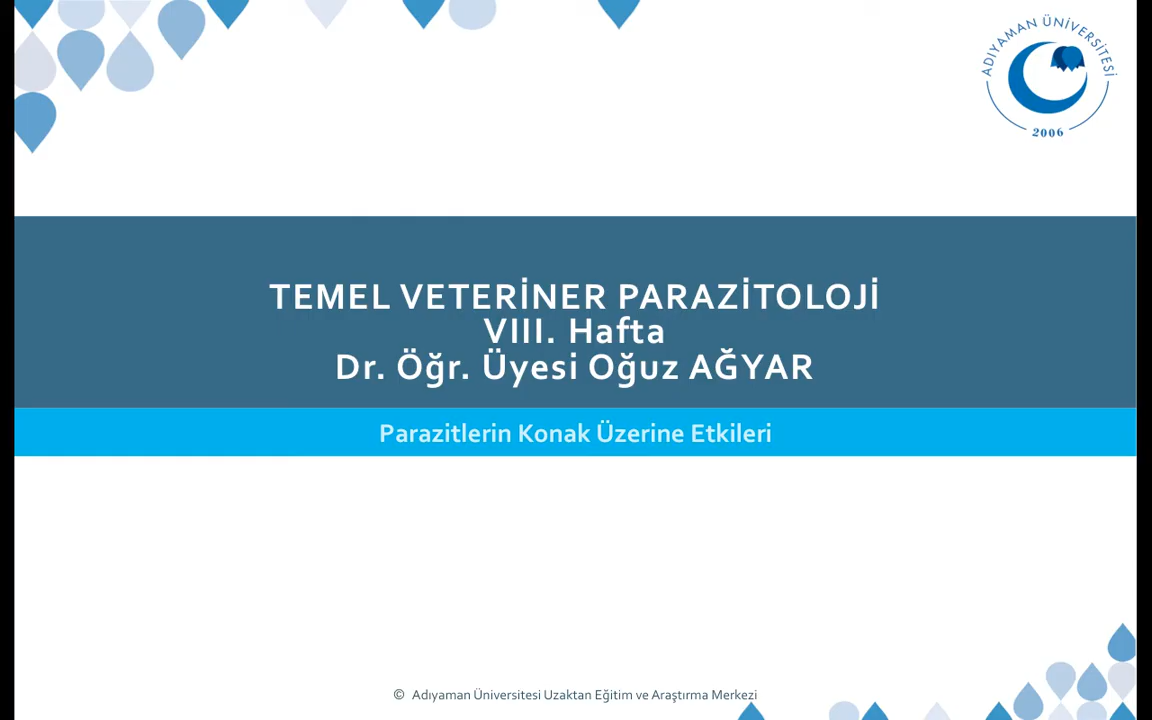 ADIYAMAN ÜNİVERSİTESİ
2006
TEMEL VETERİNER PARAZİTOLOJİ
VIII. Hafta
Dr. Öğr. Üyesi Oğuz AĞYAR
Parazitlerin Konak Üzerine Etkileri
© Adıyaman Üniversitesi Uzaktan Eğitim ve Araştırma Merkezi